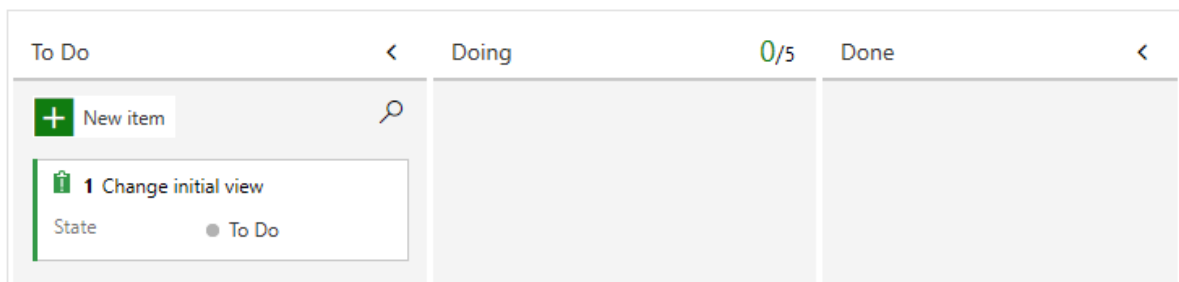 To Do
Doing
0/5
Done
New item
1 Change initial view
State
To Do